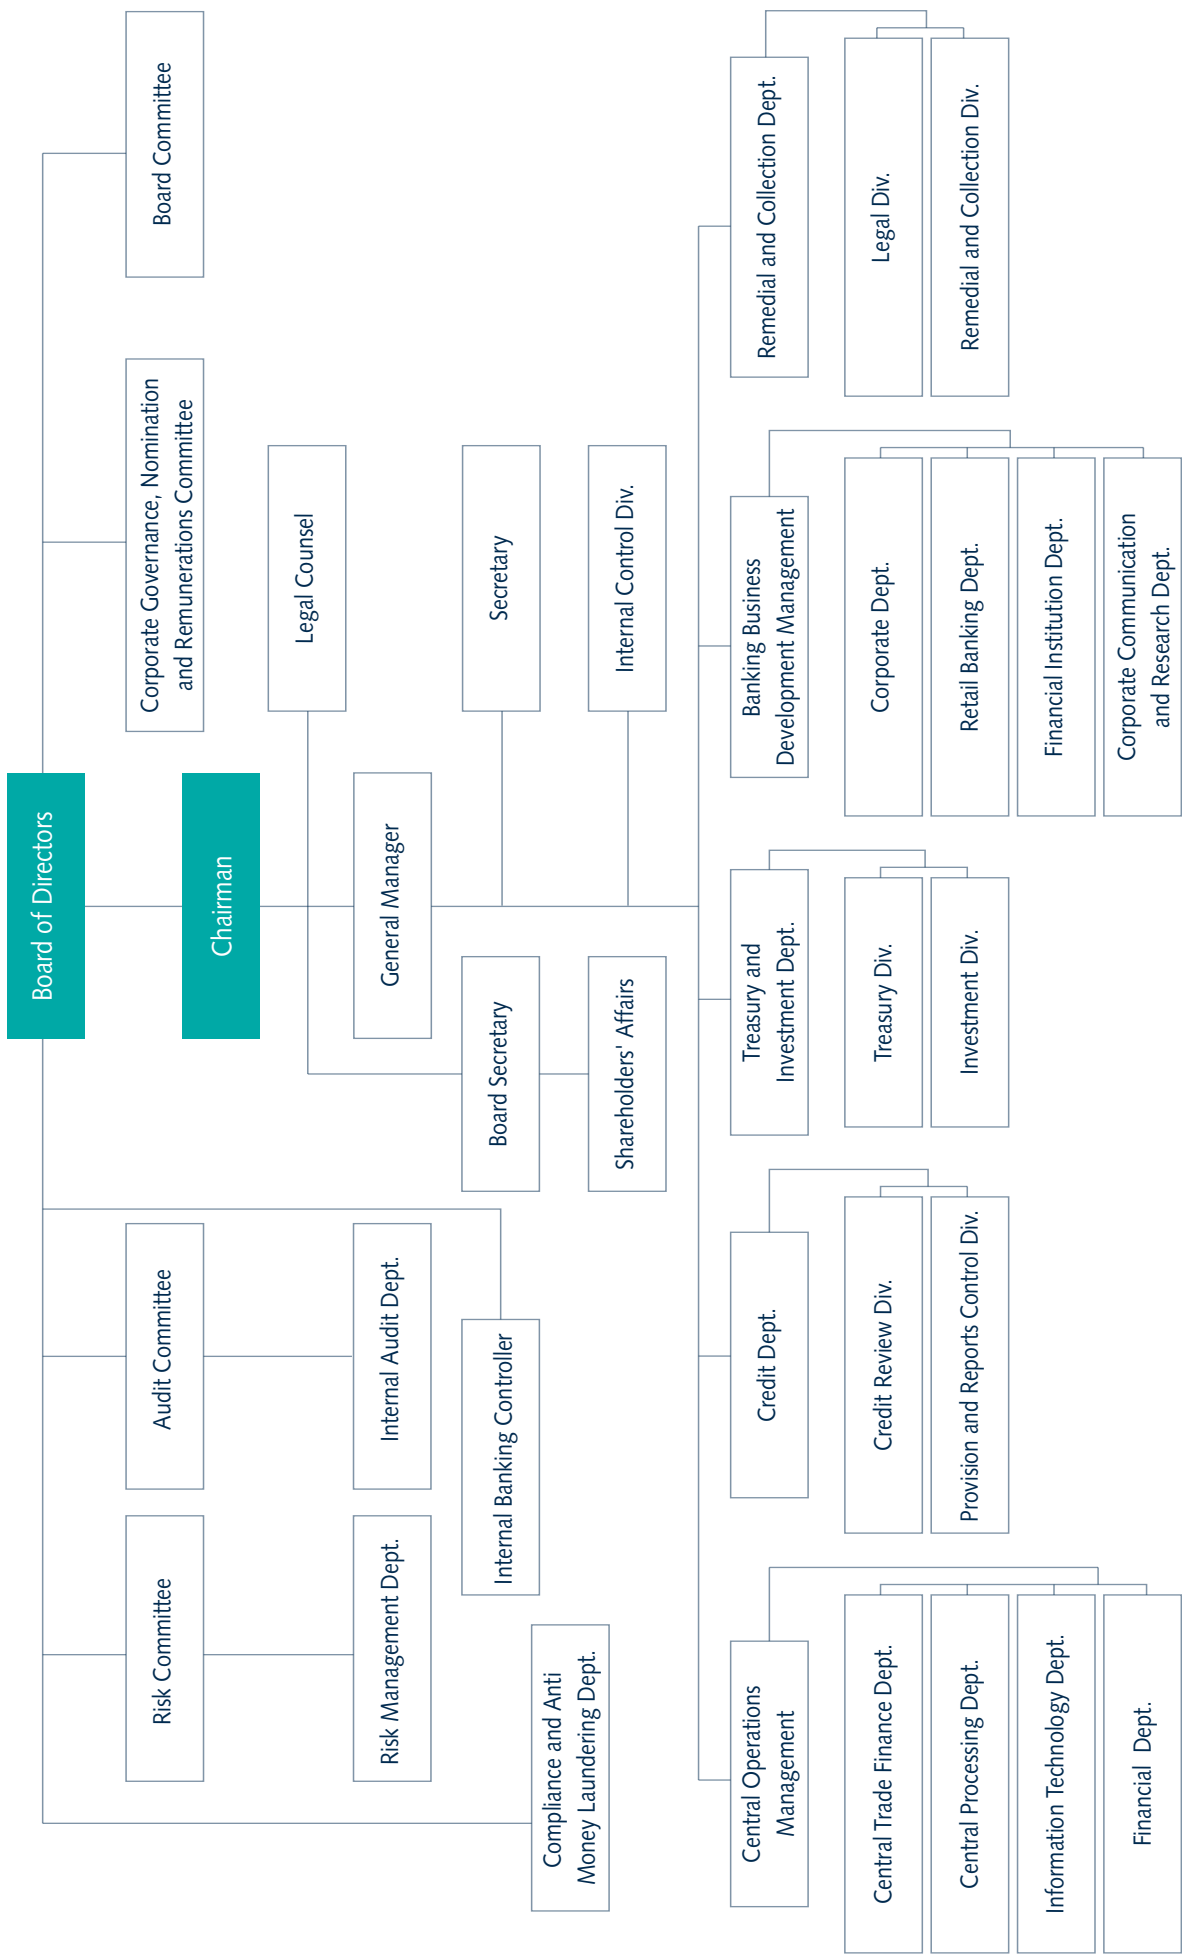 Board of Directors
Compliance and Anti
Money Laundering Dept.
Risk Committee
Risk Management Dept.
Audit Committee
Internal Audit Dept.
Internal Banking Controller
Corporate Governance, Nomination
and Remunerations Committee
Board Committee
Chairman
Legal Counsel
Board Secretary
Shareholders' Affairs
General Manager
Secretary
Internal Control Div.
Central Operations
Management
Central Trade Finance Dept.
Central Processing Dept.
Information Technology Dept.
Financial Dept.
Credit Dept.
Credit Review Div.
Provision and Reports Control Div.
Treasury and
Investment Dept.
Treasury Div.
Investment Div.
Banking Business
Development Management
Corporate Dept.
Retail Banking Dept.
Financial Institution Dept.
Corporate Communication
and Research Dept.
Remedial and Collection Dept.
Legal Div.
Remedial and Collection Div.